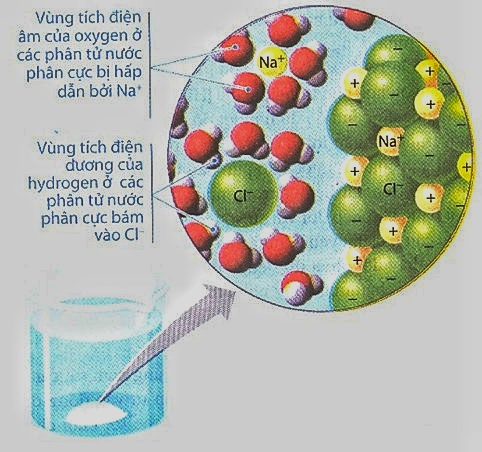 Vùng tích điện
âm của oxygen ở
các phân tử nước
phân cực bị hấp
dẫn bởi Na⁺
Vùng tích điện
dương của
hydrogen ở các
phân tử nước
phân cực bám
vào Cl⁻
Na⁺
Cl⁻
−
+
+
−
Na⁺
−
+
+
Cl⁻
−
+
−
+
−
−